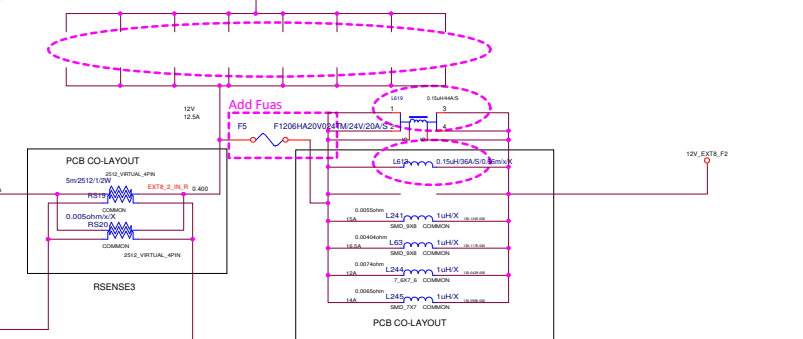 L619 0.15uH/44A/S
1 3
Add Fuas
12V
12.5A
F5 F1206HA20V024TM/24V/20A/S 2 4
PCB CO-LAYOUT
12V_EXT8_F2
L612 0.15uH/36A/S/0.66m/x/X
2512_VIRTUAL_4PIN
5m/2512/1/2W
EXT8_2_IN_R 0.400
RS19
COMMON
0.0055ohm
0.005ohm/x/X
L241 1uH/X
15A
SMD_9X8 COMMON
RS20
0.00404ohm
COMMON
L63 1uH/X
16.5A
2512_VIRTUAL_4PIN
SMD_9X8 COMMON
0.0074ohm
L244 1uH/X
12A
7_6X7_6 COMMON
RSENSE3
0.0065ohm
L245 1uH/X
14A
SMD_7X7 COMMON
PCB CO-LAYOUT